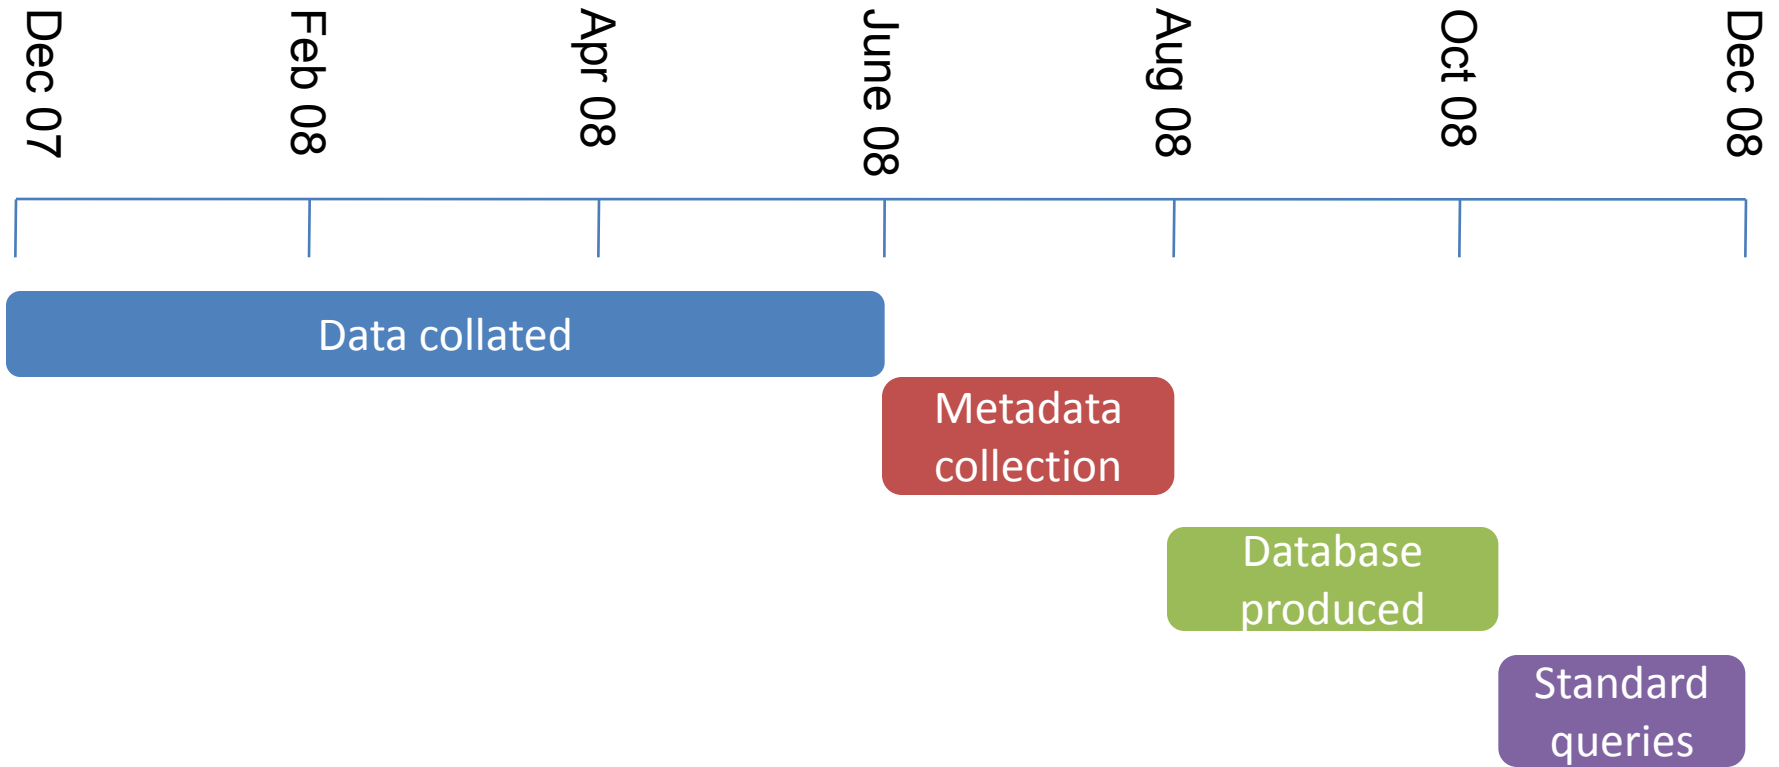 Dec 07
Feb 08
Apr 08
June 08
Aug 08
Oct 08
Dec 08
Data collated
Metadata
collection
Database
produced
Standard
queries